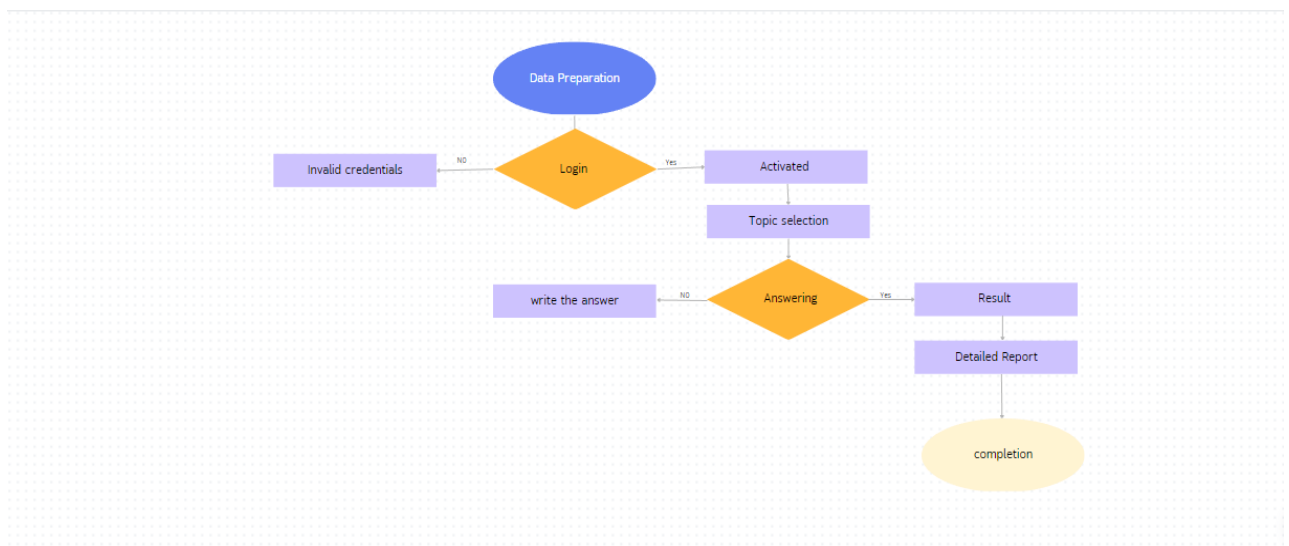 Data Preparation
Login
NO
Invalid credentials
Yes
Activated
Topic selection
Answering
NO
write the answer
Yes
Result
Detailed Report
completion